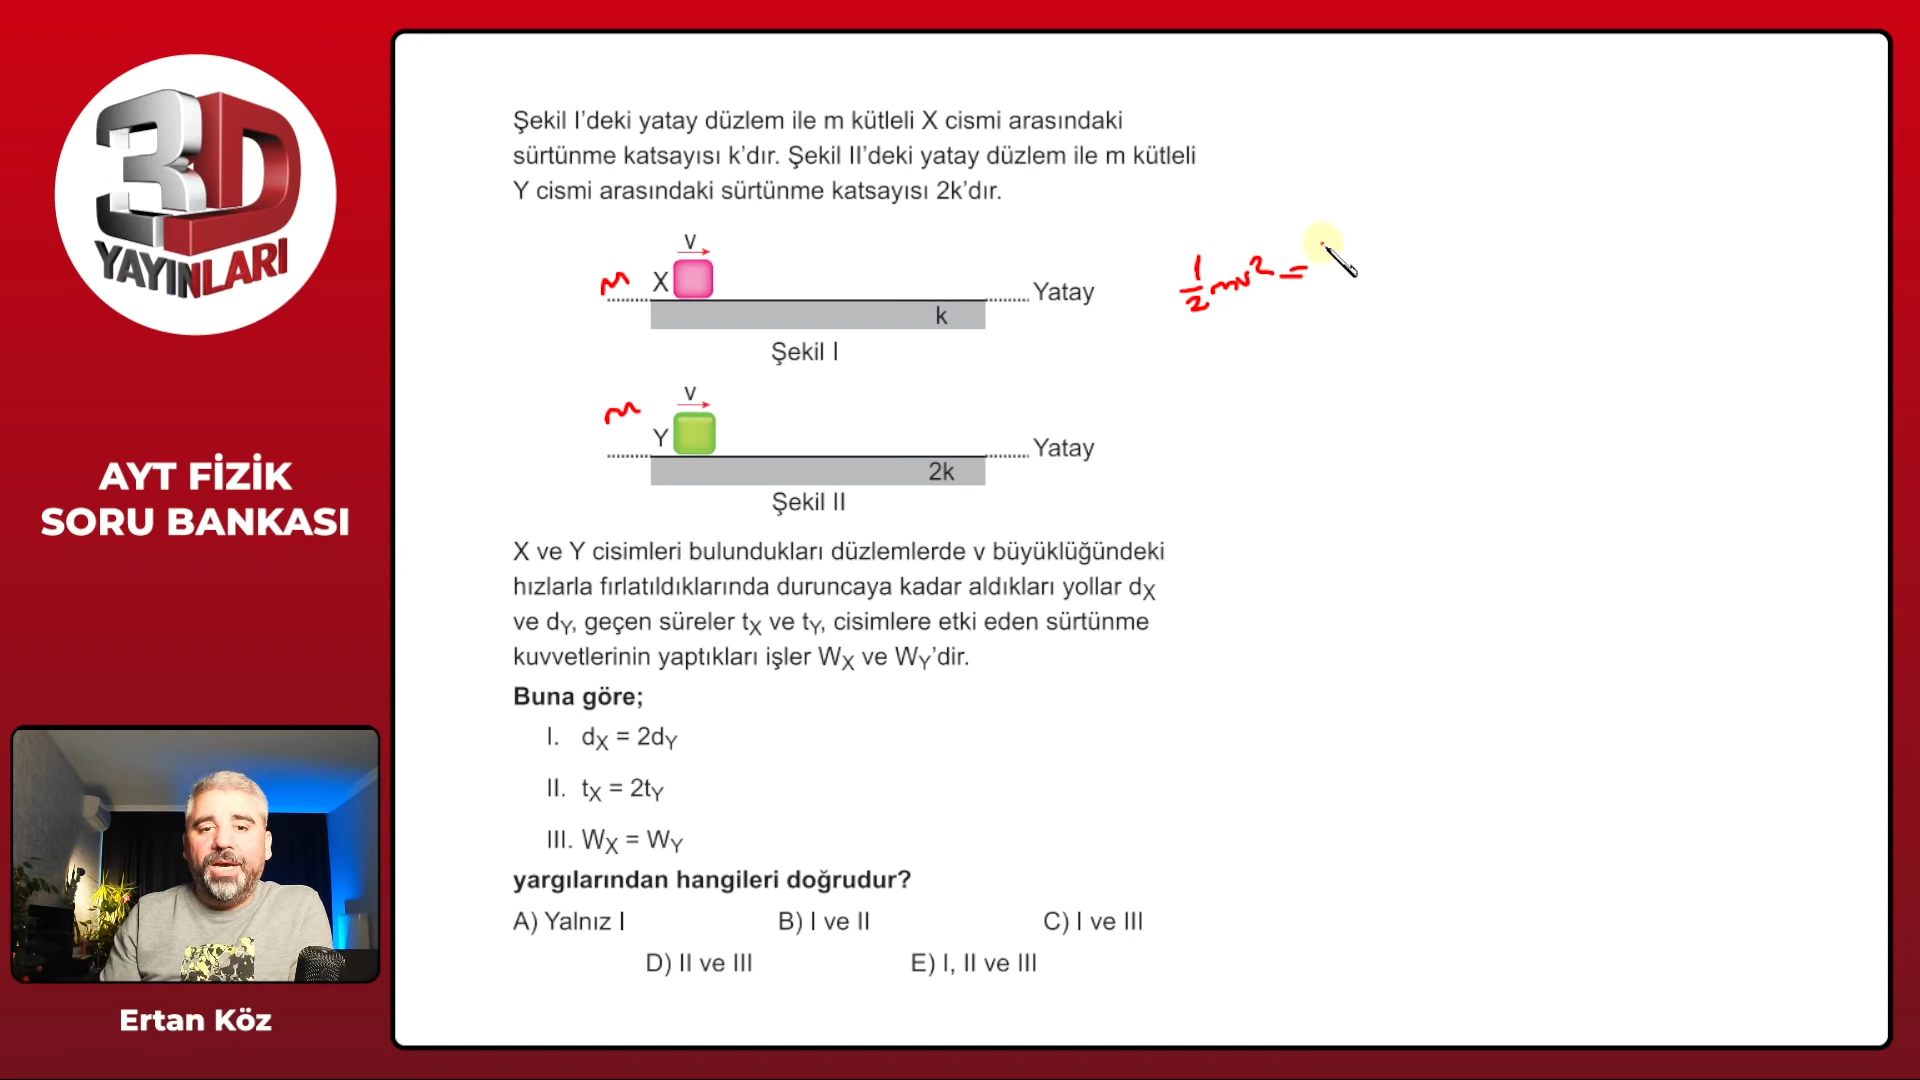 3D
YAYINLARI
AYT FİZİK
SORU BANKASI
Ertan Köz
Şekil I’deki yatay düzlem ile m kütleli X cismi arasındaki
sürtünme katsayısı k’dır. Şekil II’deki yatay düzlem ile m kütleli
Y cismi arasındaki sürtünme katsayısı 2k’dır.
v
m X Yatay
k
Şekil I
1/2 mv² =
v
m Y Yatay
2k
Şekil II
X ve Y cisimleri bulundukları düzlemlerde v büyüklüğündeki
hızlarla fırlatıldıklarında duruncaya kadar aldıkları yollar dX
ve dY, geçen süreler tX ve tY, cisimlere etki eden sürtünme
kuvvetlerinin yaptıkları işler WX ve WY’dir.
Buna göre;
I. dX = 2dY
II. tX = 2tY
III. WX = WY
yargılarından hangileri doğrudur?
A) Yalnız I B) I ve II C) I ve III
D) II ve III E) I, II ve III